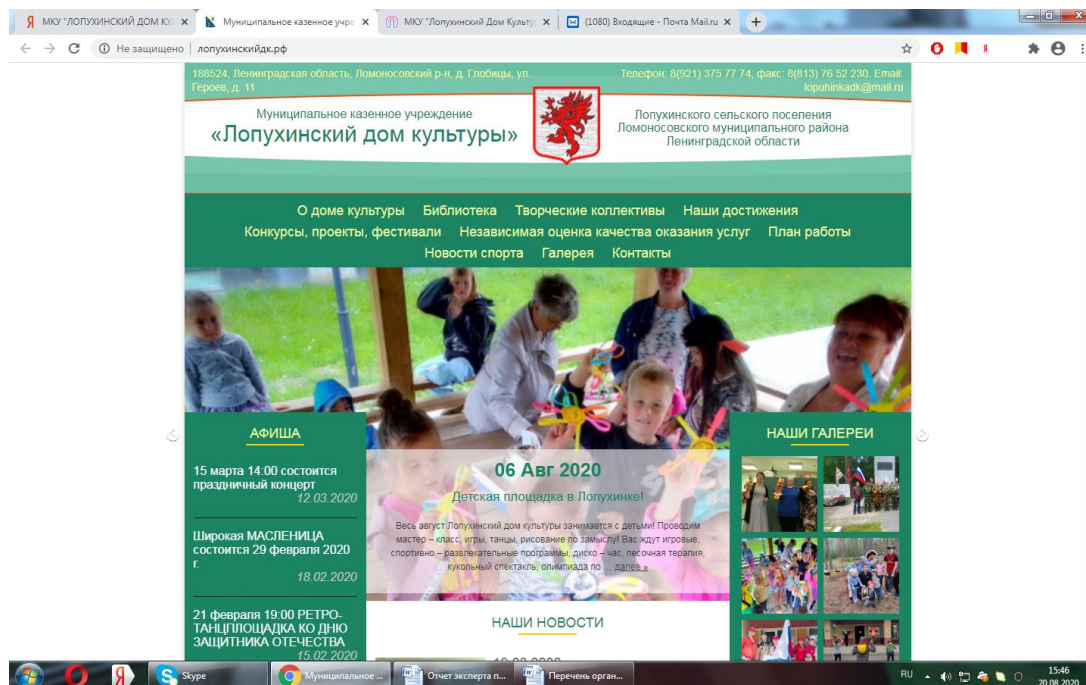 МКУ "ЛОПУХИНСКИЙ ДОМ КУ
Муниципальное казенное учре
МКУ "Лопухинский Дом Культу
(1080) Входящие - Почта Mail.ru
Не защищено | лопухинскийдк.рф
188524, Ленинградская область, Ломоносовский р-н, д. Глобицы, ул.
Героев, д. 11
Телефон: 8(921) 375 77 74, факс: 8(813) 76 52 230. Email:
lopuhinkadk@mail.ru
Муниципальное казенное учреждение
«Лопухинский дом культуры»
Лопухинского сельского поселения
Ломоносовского муниципального района
Ленинградской области
О доме культуры Библиотека Творческие коллективы Наши достижения
Конкурсы, проекты, фестивали Независимая оценка качества оказания услуг План работы
Новости спорта Галерея Контакты
АФИША
15 марта 14:00 состоится
праздничный концерт
12.03.2020
Широкая МАСЛЕНИЦА
состоится 29 февраля 2020
г.
18.02.2020
21 февраля 19:00 РЕТРО-
ТАНЦПЛОЩАДКА КО ДНЮ
ЗАЩИТНИКА ОТЕЧЕСТВА
15.02.2020
06 Авг 2020
Детская площадка в Лопухинке!
Весь август Лопухинский дом культуры занимается с детьми! Проводим
мастер – класс, игры, танцы, рисование по замыслу! Вас ждут игровые,
спортивно – развлекательные программы, диско – час, песочная терапия,
кукольный спектакль, олимпиада по ... далее »
НАШИ НОВОСТИ
НАШИ ГАЛЕРЕИ
Skype
Муниципальное ...
Отчет эксперта п...
Перечень орган...
RU
15:46
20.08.2020